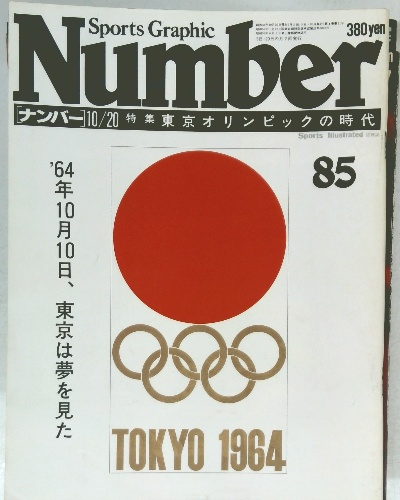 Sports Graphic
Number
380yen
[ナンバー] 10/20 特集 東京オリンピックの時代
Sports Illustrated
85
'64年10月10日、東京は夢を見た
TOKYO 1964